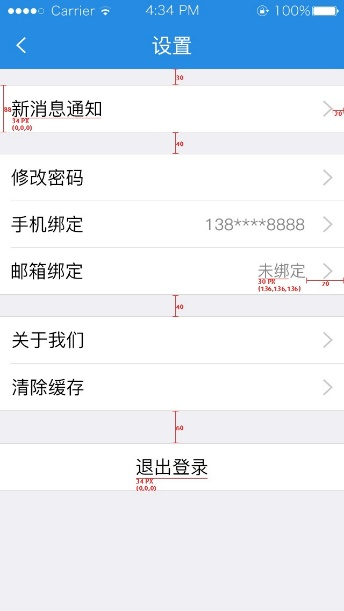 Carrier 4:34 PM 100%
设置
30
88
新消息通知
20
34 PX
(0,0,0)
40
修改密码
手机绑定 138****8888
邮箱绑定 未绑定
30 PX
(136,136,136)
70
40
关于我们
清除缓存
60
退出登录
34 PX
(0,0,0)